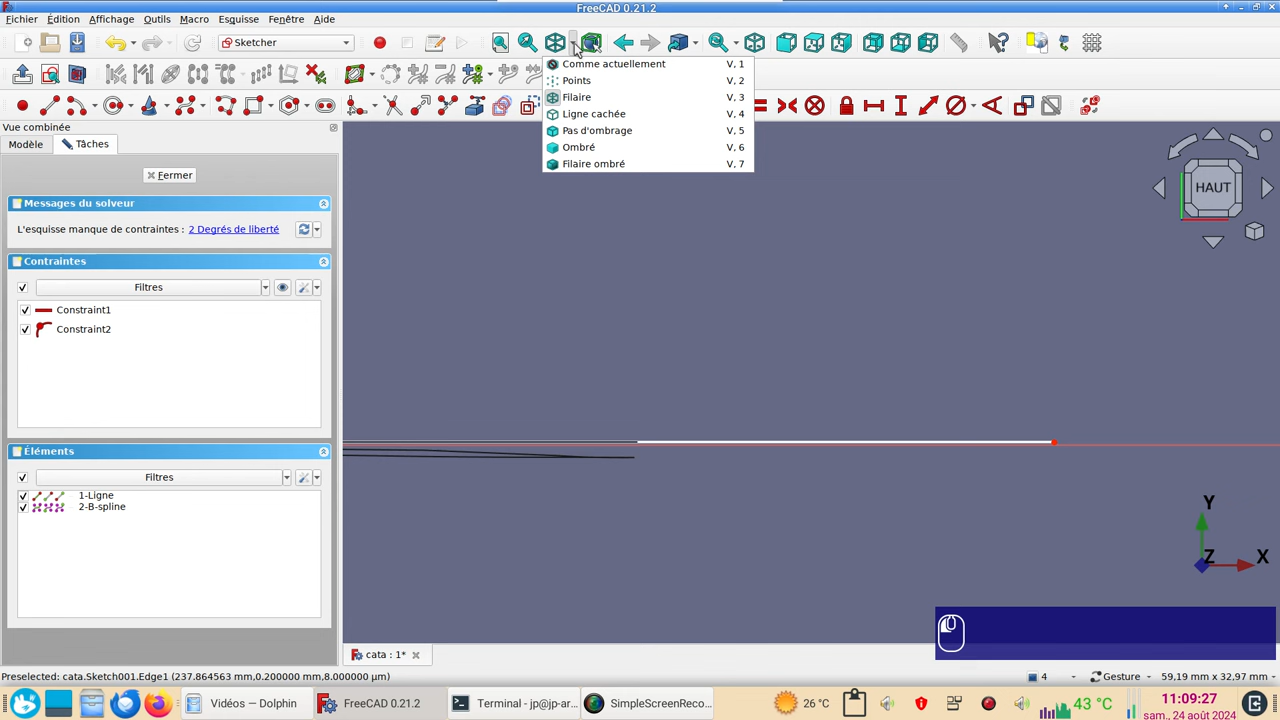 FreeCAD 0.21.2
Fichier Édition Affichage Outils Macro Esquisse Fenêtre Aide
Sketcher
Comme actuellement V, 1
Points V, 2
Filaire V, 3
Ligne cachée V, 4
Pas d'ombrage V, 5
Ombré V, 6
Filaire ombré V, 7
Vue combinée
Modèle Tâches
Fermer
Messages du solveur
L'esquisse manque de contraintes : 2 Degrés de liberté
Contraintes
Filtres
Constraint1
Constraint2
Éléments
Filtres
1-Ligne
2-B-spline
HAUT
Y
Z X
cata : 1*
Preselected: cata.Sketch001.Edge1 (237.864563 mm,0.200000 mm,8.000000 µm) 4 Gesture 59,19 mm x 32,97 mm
Vidéos — Dolphin FreeCAD 0.21.2 Terminal - jp@jp-ar... SimpleScreenReco... 26 °C 43 °C 11:09:27
sam., 24 août 2024